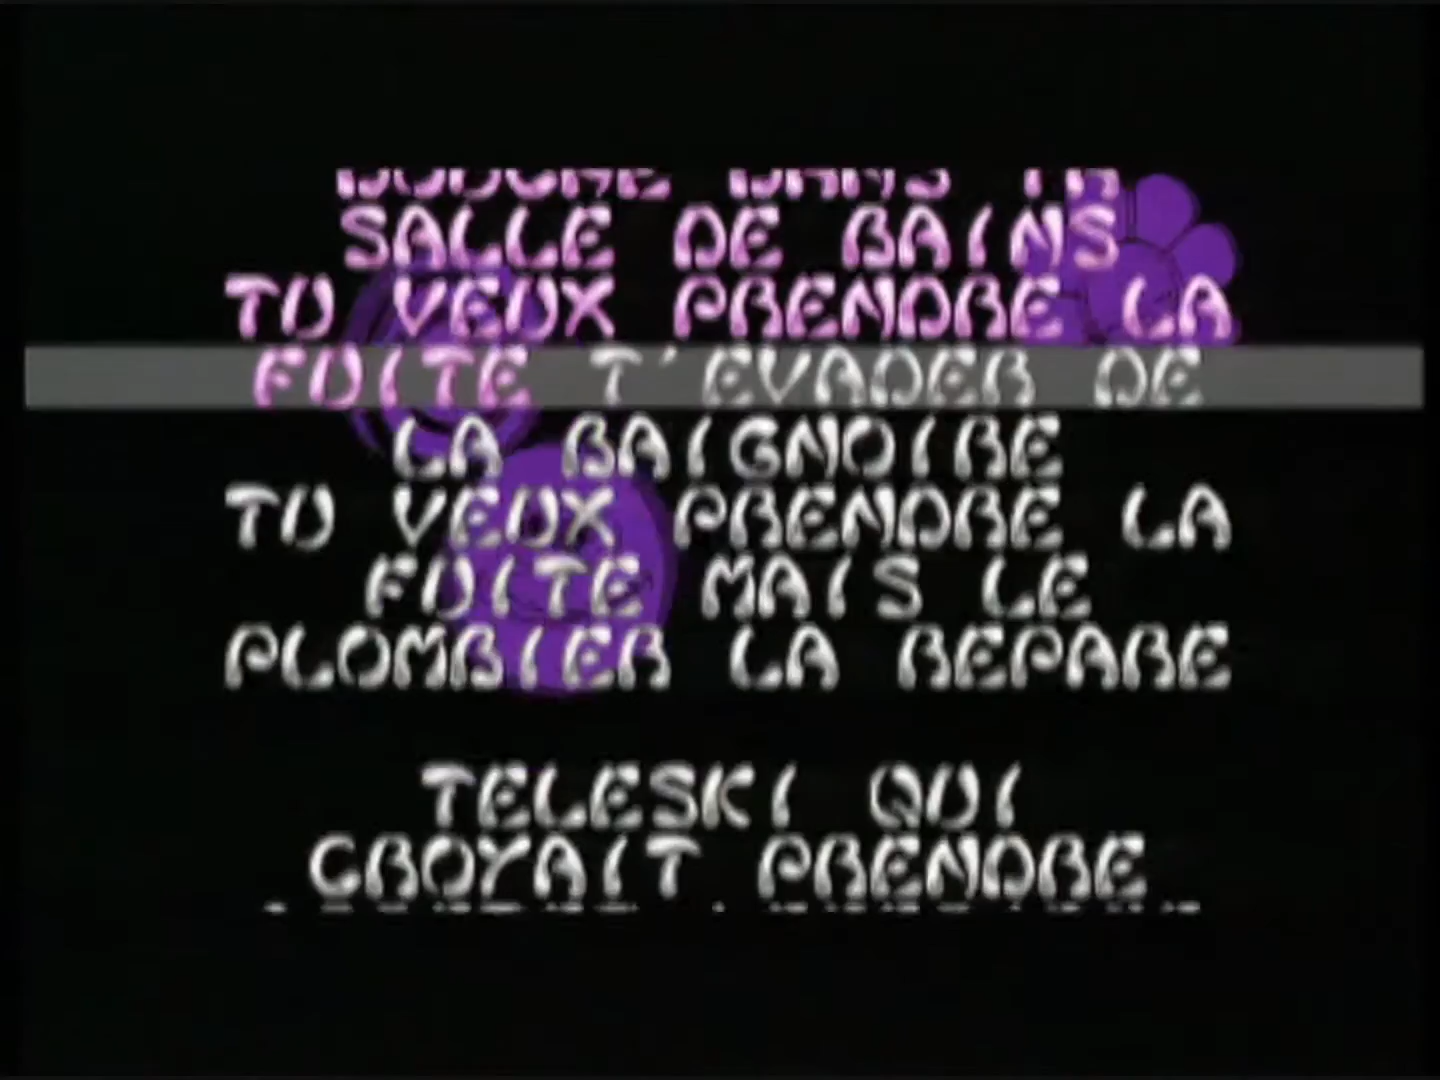 SALLE DE BAINS
TU VEUX PRENDRE LA
FUITE T'EVADER DE
LA BAIGNOIRE
TU VEUX PRENDRE LA
FUITE MAIS LE
PLOMBIER LA REPARE
TELESKI QUI
CROYAIT PRENDRE